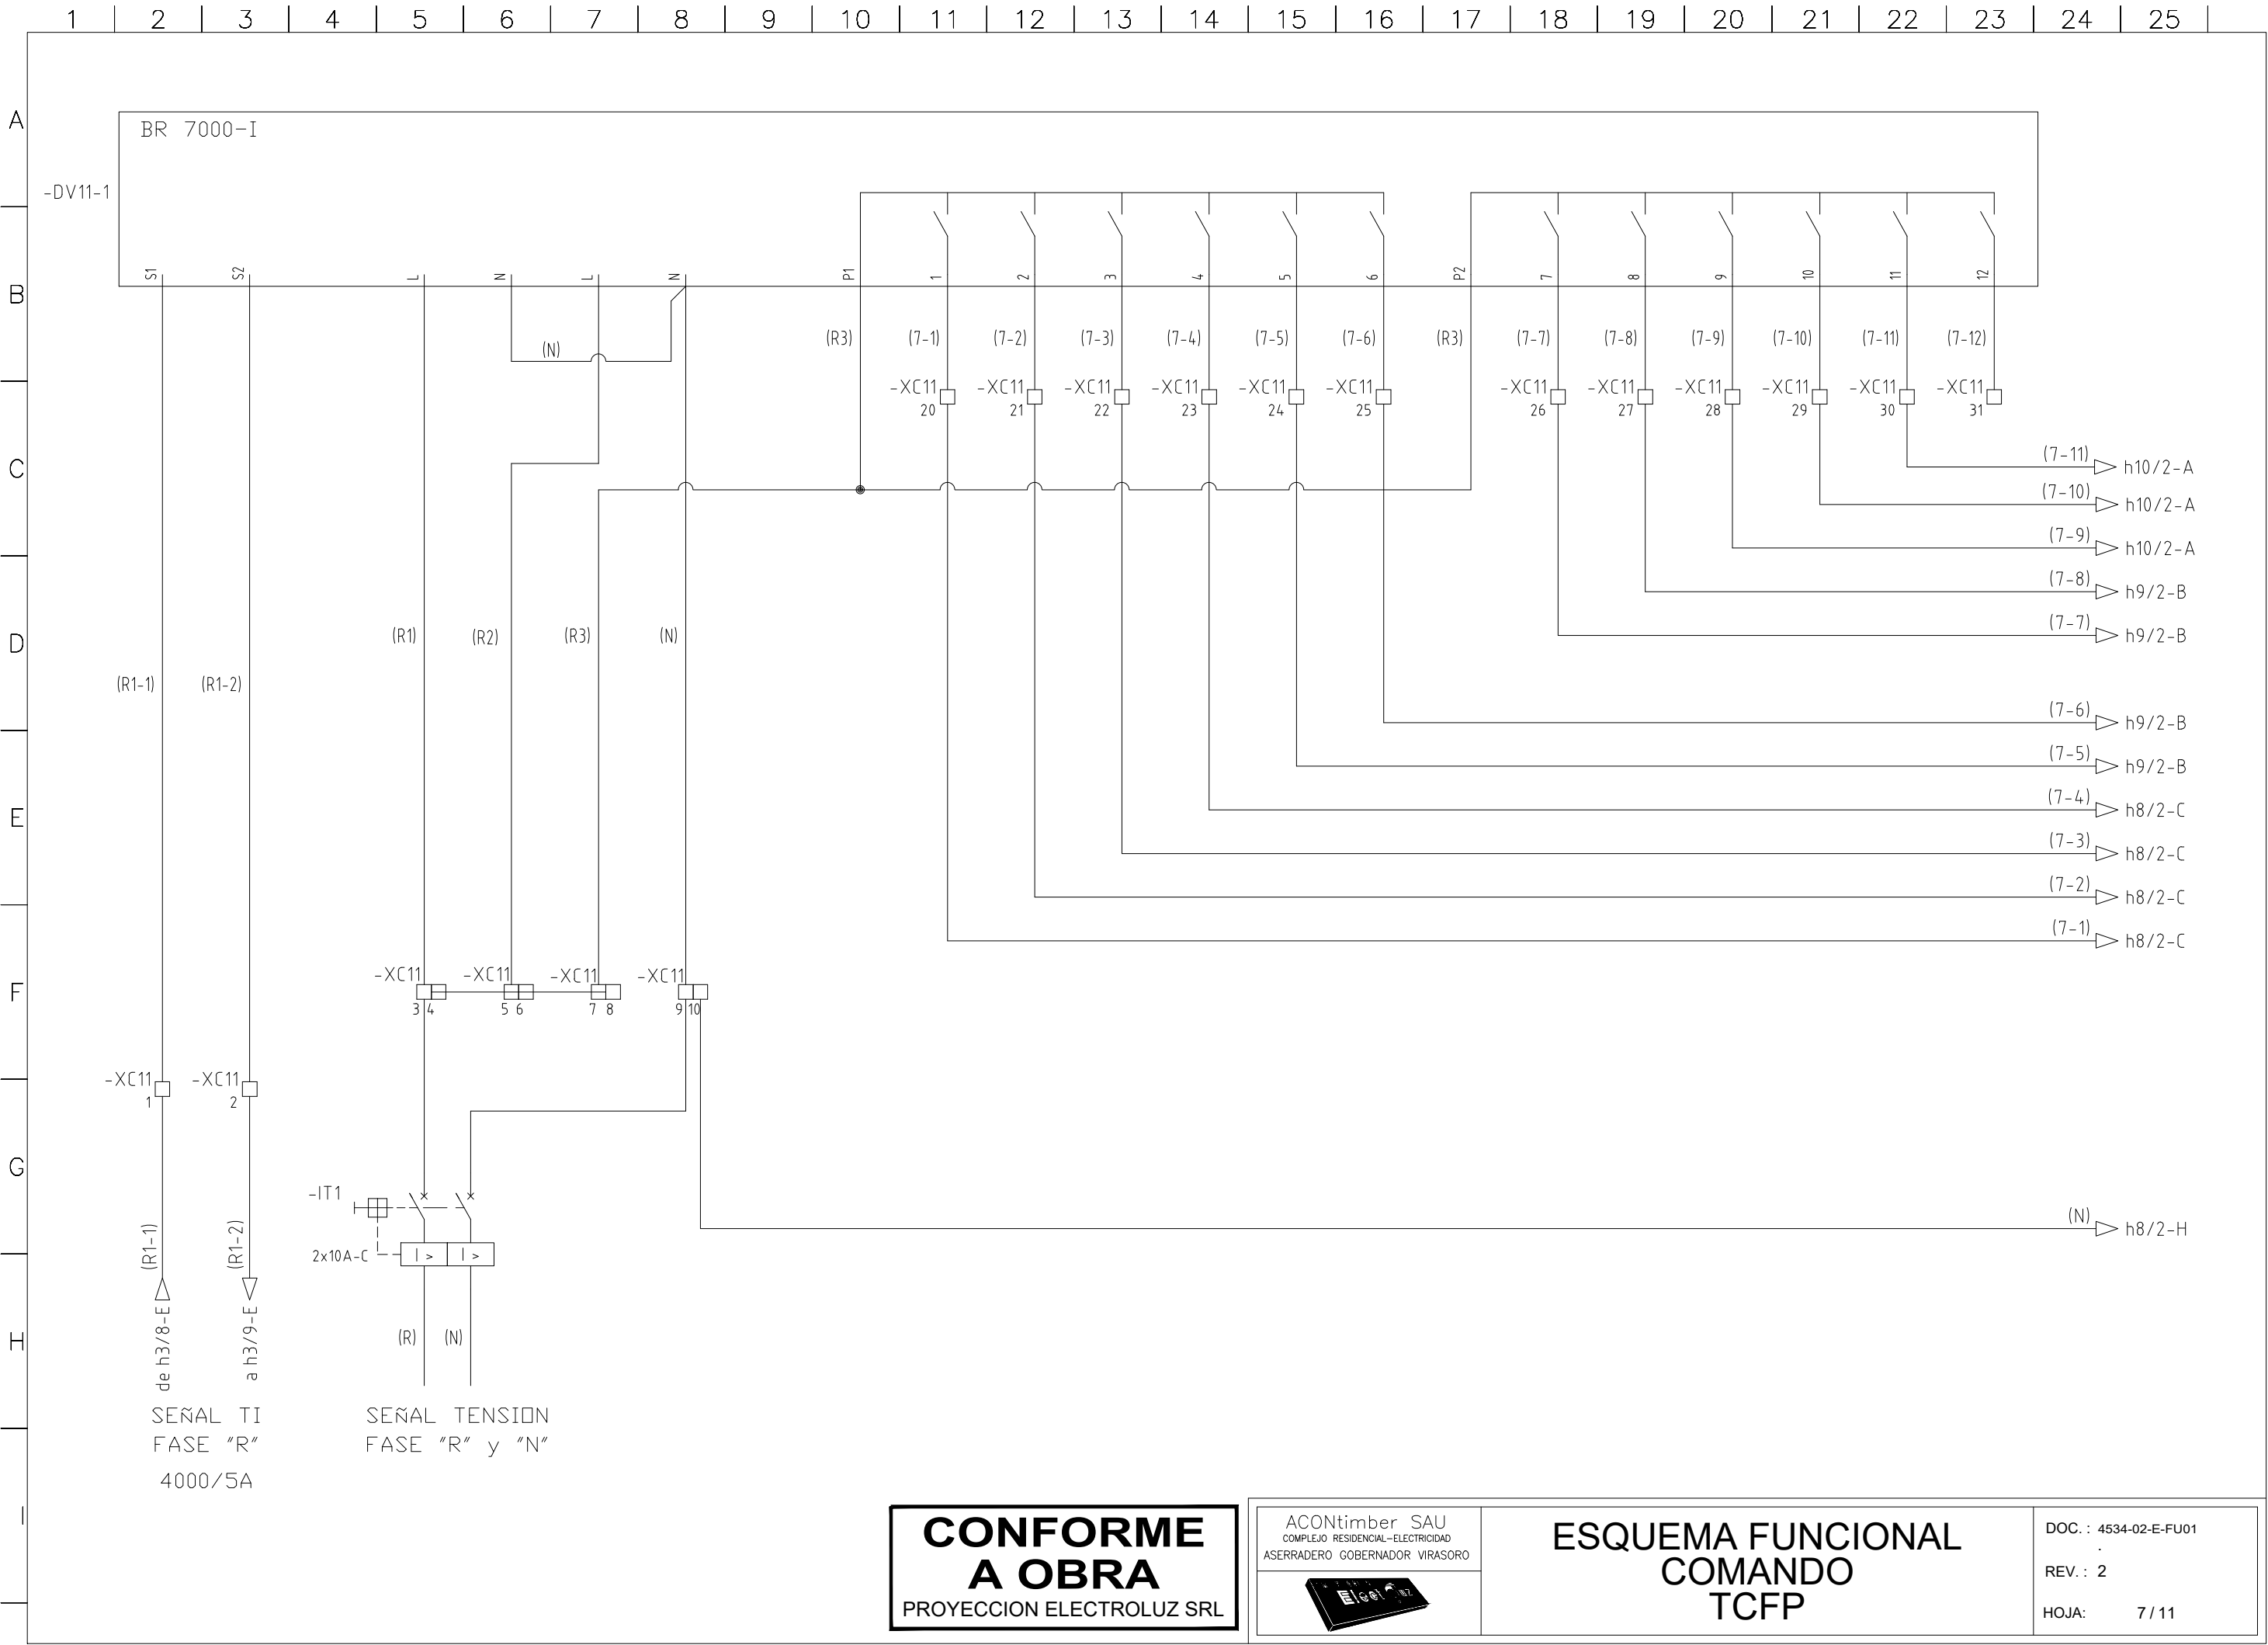 1 2 3 4 5 6 7 8 9 10 11 12 13 14 15 16 17 18 19 20 21 22 23 24 25
A
BR 7000-I
-DV11-1
B
S1 S2 L N L N P1 1 2 3 4 5 6 P2 7 8 9 10 11 12
(N)
(R3) (7-1) (7-2) (7-3) (7-4) (7-5) (7-6) (R3) (7-7) (7-8) (7-9) (7-10) (7-11) (7-12)
-XC11 -XC11 -XC11 -XC11 -XC11 -XC11 -XC11 -XC11 -XC11 -XC11 -XC11 -XC11
20 21 22 23 24 25 26 27 28 29 30 31
C
(7-11) h10/2-A
(7-10) h10/2-A
(7-9) h10/2-A
(7-8) h9/2-B
D
(R1) (R2) (R3) (N)
(7-7) h9/2-B
(R1-1) (R1-2)
(7-6) h9/2-B
(7-5) h9/2-B
E
(7-4) h8/2-C
(7-3) h8/2-C
(7-2) h8/2-C
(7-1) h8/2-C
F
-XC11 -XC11 -XC11 -XC11
3 4 5 6 7 8 9 10
-XC11 -XC11
1 2
G
-IT1
(N) h8/2-H
(R1-1) (R1-2)
2x10A-C I > I >
H
de h3/8-E a h3/9-E
(R) (N)
SEÑAL TI
FASE "R"
4000/5A
SEÑAL TENSION
FASE "R" y "N"
I
CONFORME
A OBRA
PROYECCION ELECTROLUZ SRL
ACONtimber SAU
COMPLEJO RESIDENCIAL-ELECTRICIDAD
ASERRADERO GOBERNADOR VIRASORO
ESQUEMA FUNCIONAL
COMANDO
TCFP
DOC. : 4534-02-E-FU01
.
REV. : 2
HOJA: 7 / 11